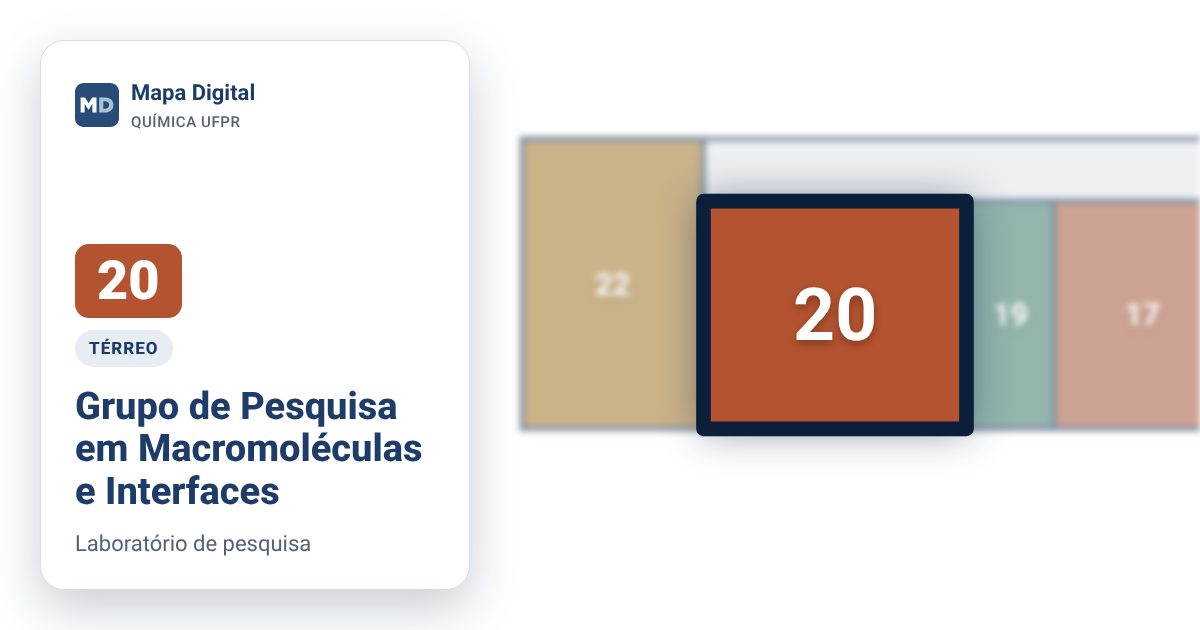 MD
Mapa Digital
QUÍMICA UFPR
20
TÉRREO
Grupo de Pesquisa
em Macromoléculas
e Interfaces
Laboratório de pesquisa
22
20
19
17